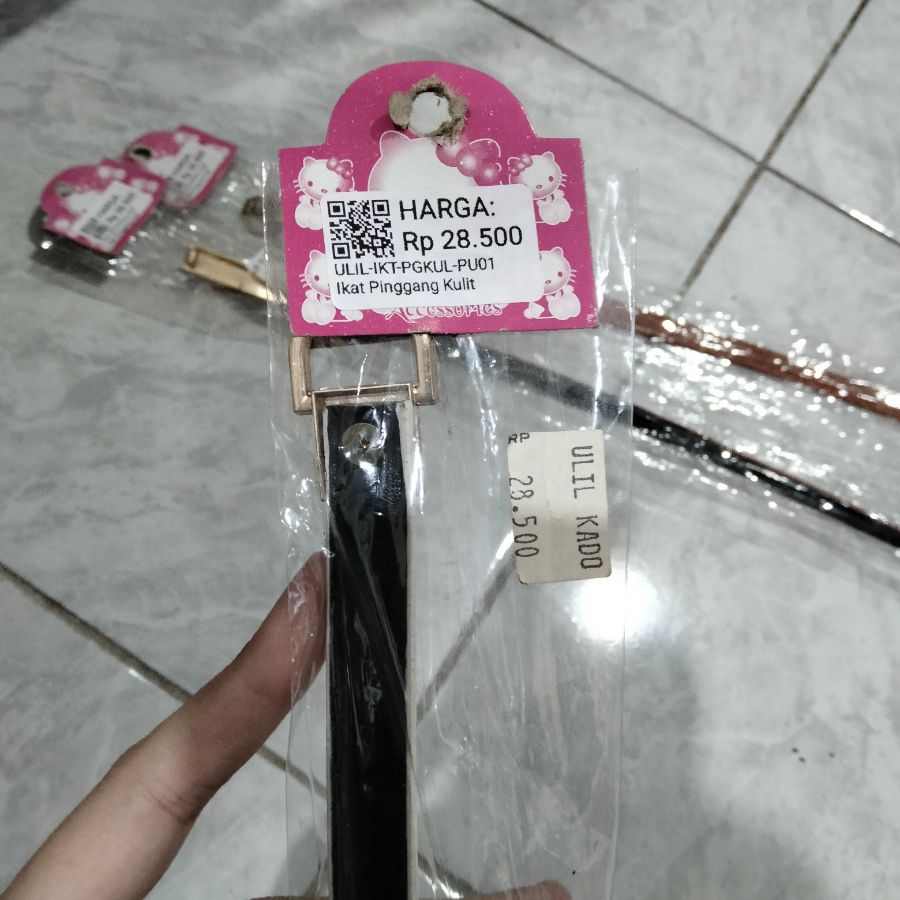 HARGA:
Rp 28.500
ULIL-IKT-PGKUL-PU01
Ikat Pinggang Kulit
Accessories
ULIL KADO
RP 28.500